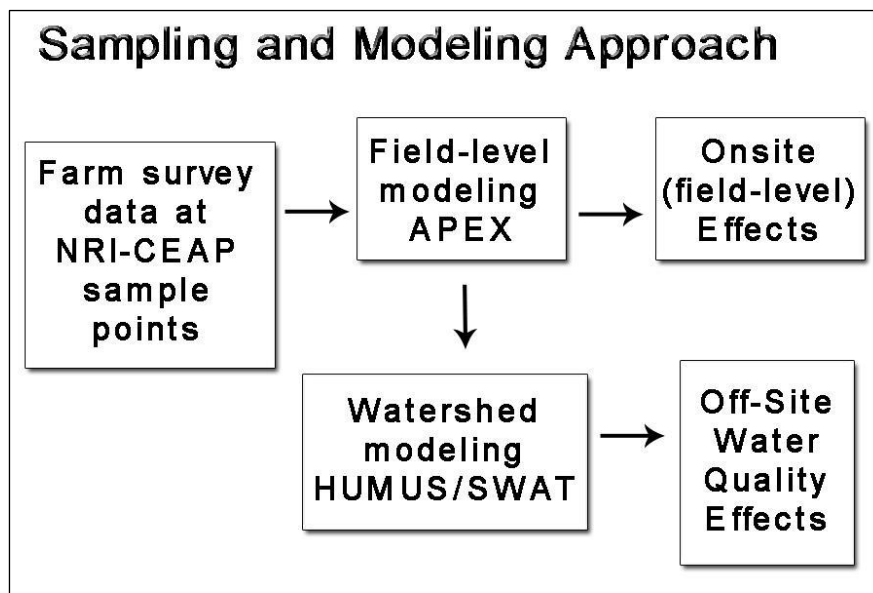 Sampling and Modeling Approach
Farm survey
data at
NRI-CEAP
sample
points
Field-level
modeling
APEX
Onsite
(field-level)
Effects
Watershed
modeling
HUMUS/SWAT
Off-Site
Water
Quality
Effects